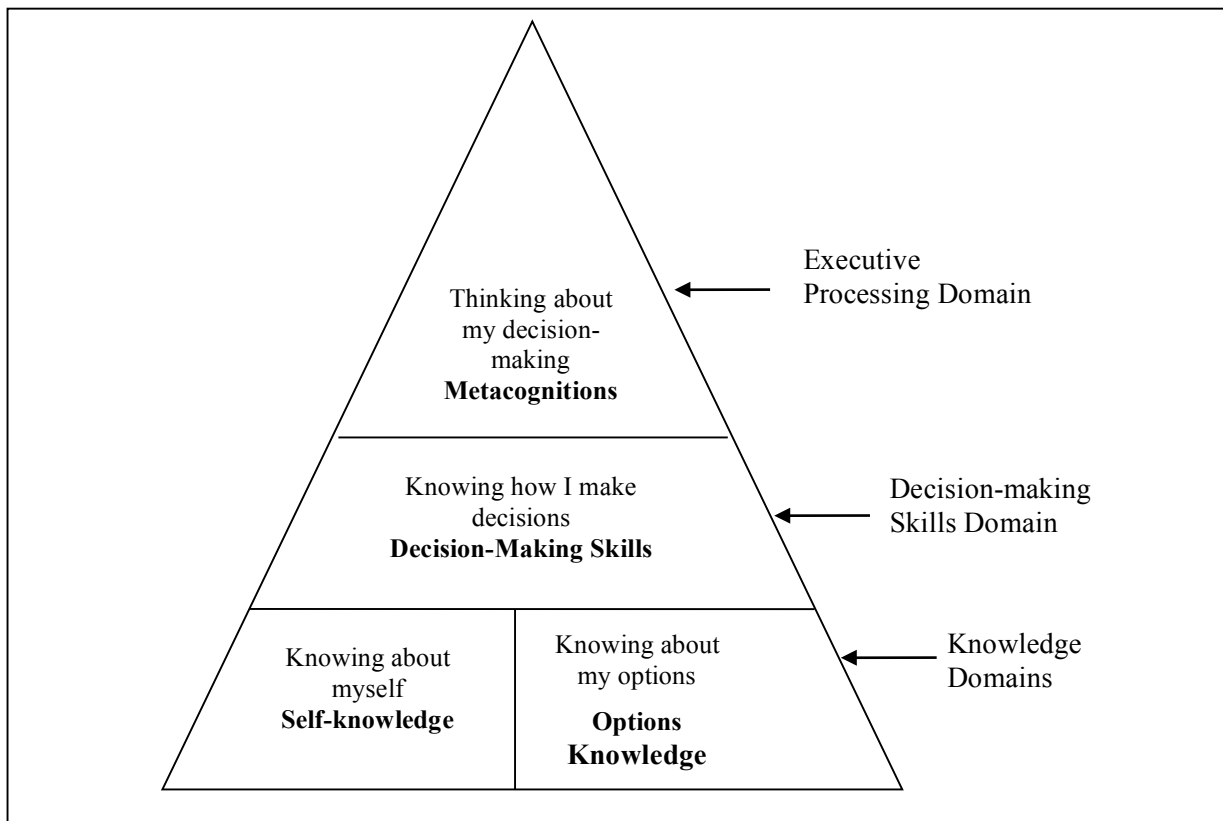 Thinking about
my decision-
making
Metacognitions
Executive
Processing Domain
Knowing how I make
decisions
Decision-Making Skills
Decision-making
Skills Domain
Knowing about
myself
Self-knowledge
Knowing about
my options
Options
Knowledge
Knowledge
Domains